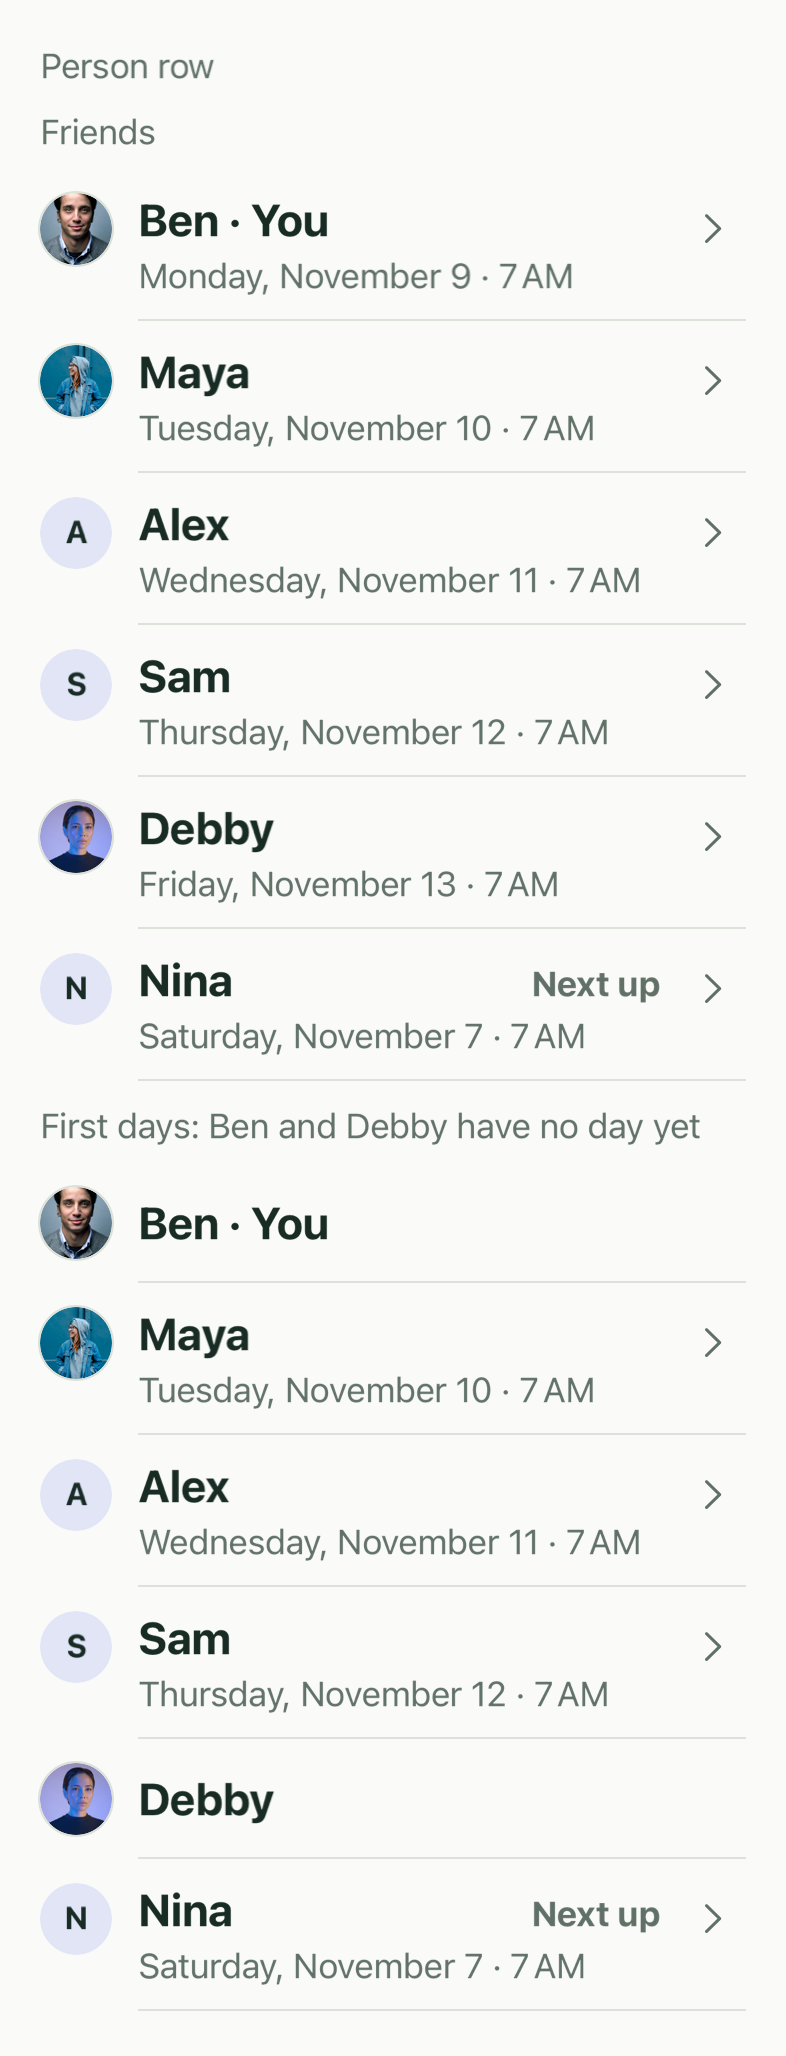 Person row
Friends
Ben · You
Monday, November 9 · 7 AM
Maya
Tuesday, November 10 · 7 AM
A
Alex
Wednesday, November 11 · 7 AM
S
Sam
Thursday, November 12 · 7 AM
Debby
Friday, November 13 · 7 AM
N
Nina
Next up
Saturday, November 7 · 7 AM
First days: Ben and Debby have no day yet
Ben · You
Maya
Tuesday, November 10 · 7 AM
A
Alex
Wednesday, November 11 · 7 AM
S
Sam
Thursday, November 12 · 7 AM
Debby
N
Nina
Next up
Saturday, November 7 · 7 AM